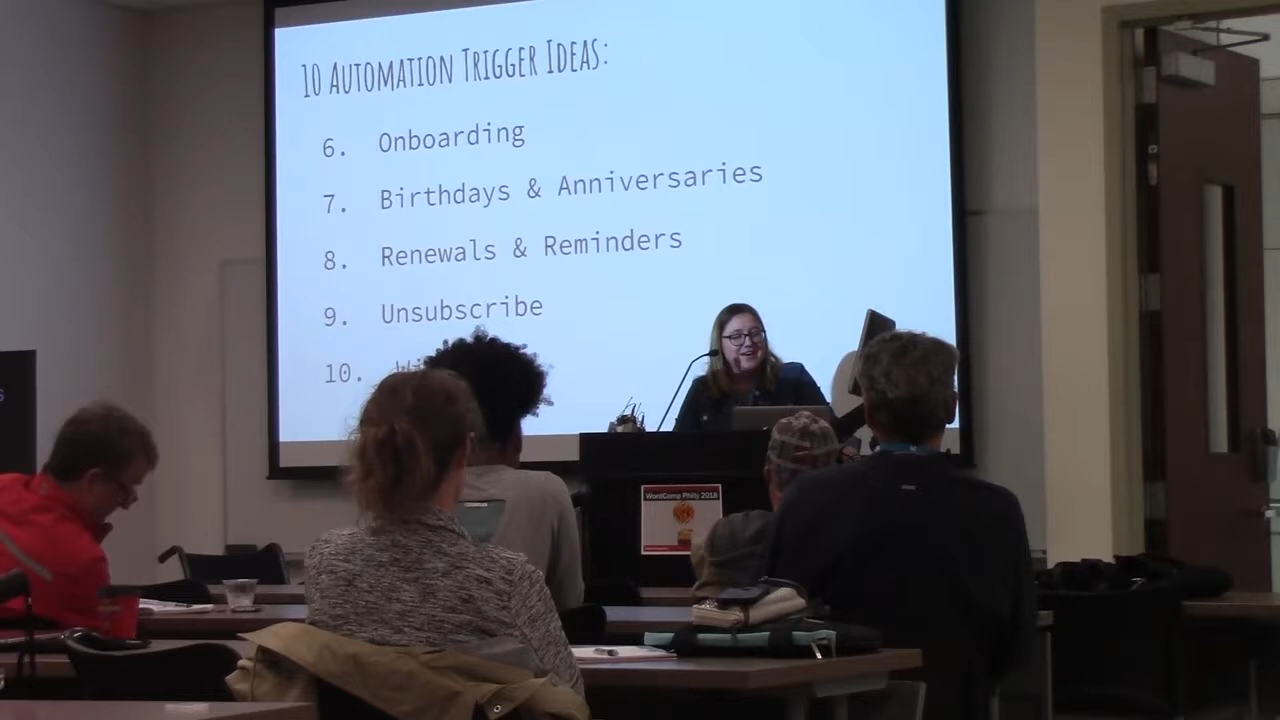 10 Automation Trigger Ideas:
6. Onboarding
7. Birthdays & Anniversaries
8. Renewals & Reminders
9. Unsubscribe
10.
WordCamp Philly 2018